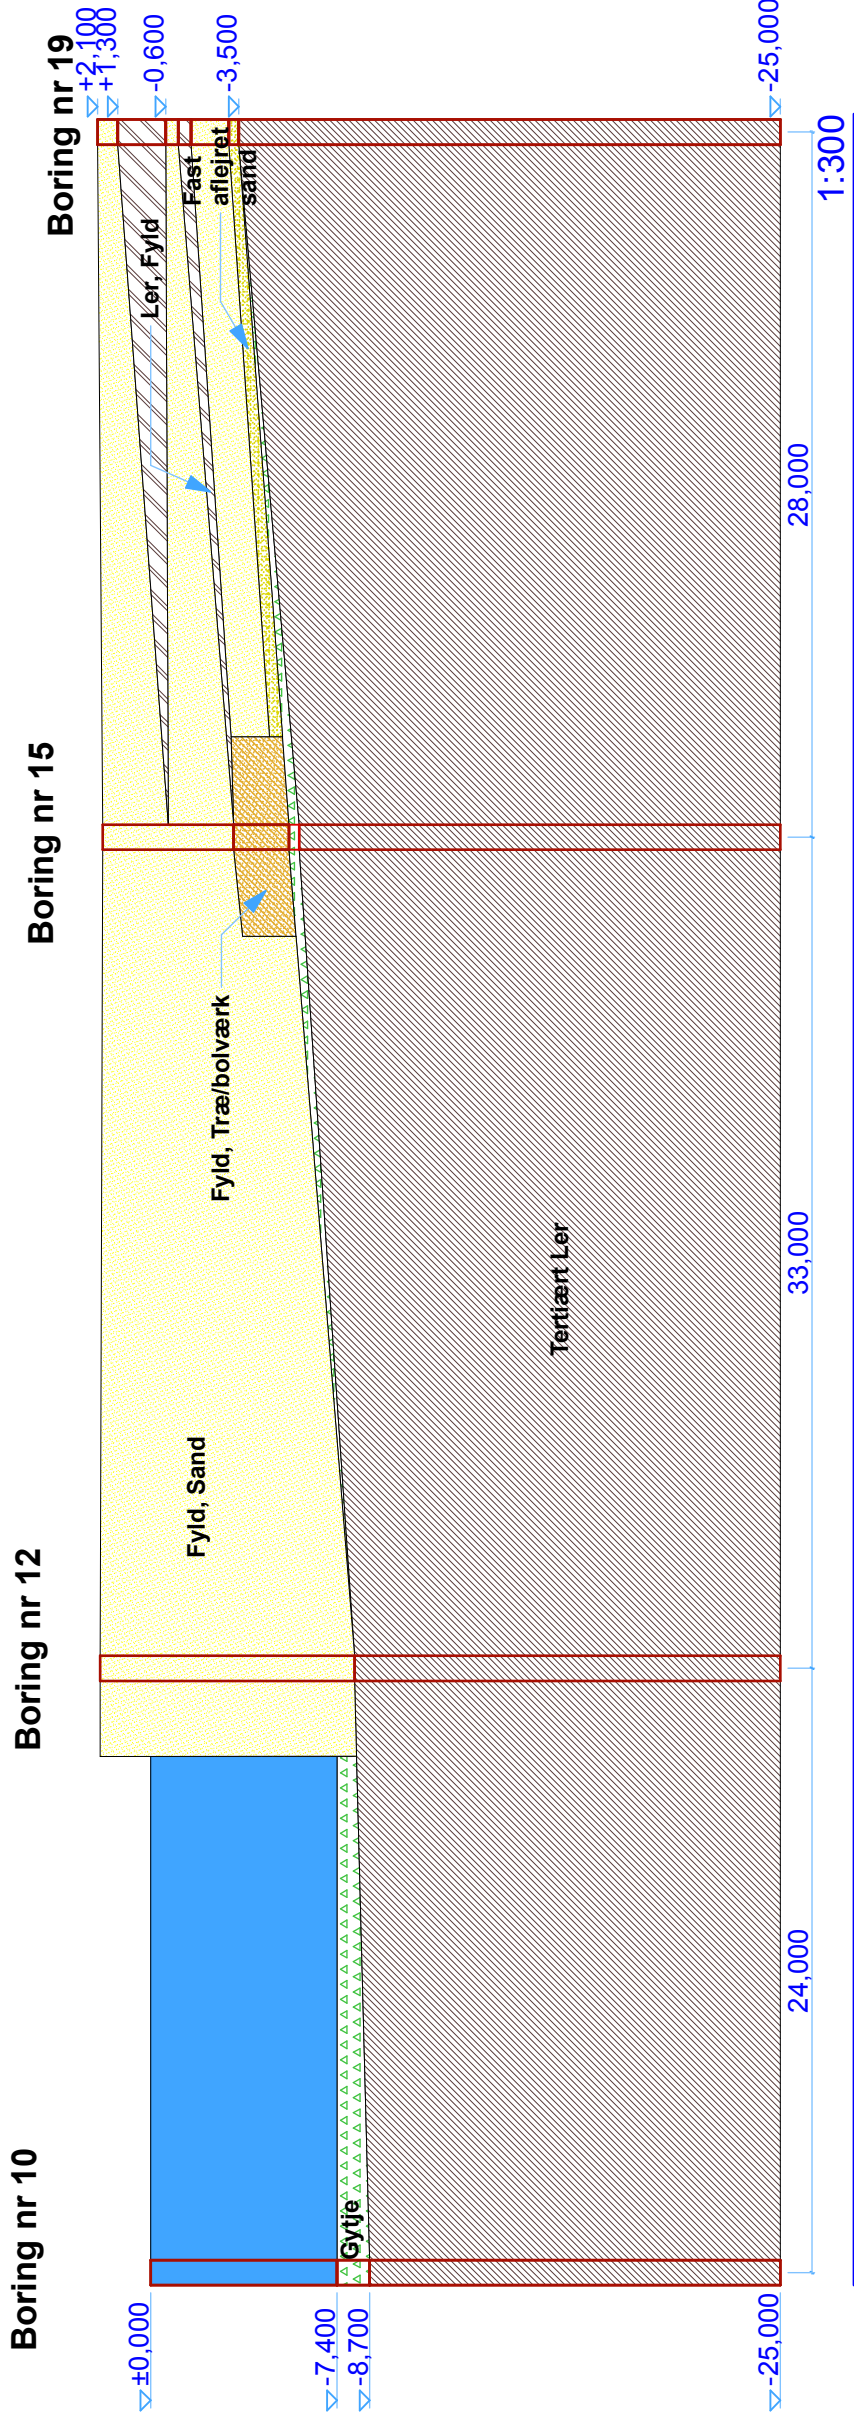 Boring nr 10
Boring nr 12
Boring nr 15
Boring nr 19
±0,000
-7,400
-8,700
-25,000
+2,100
+1,300
-0,600
-3,500
-25,000
Gytje
Fyld, Sand
Fyld, Træ/bolværk
Ler, Fyld
Fast
aflejret
sand
Tertiært Ler
24,000
33,000
28,000
1:300